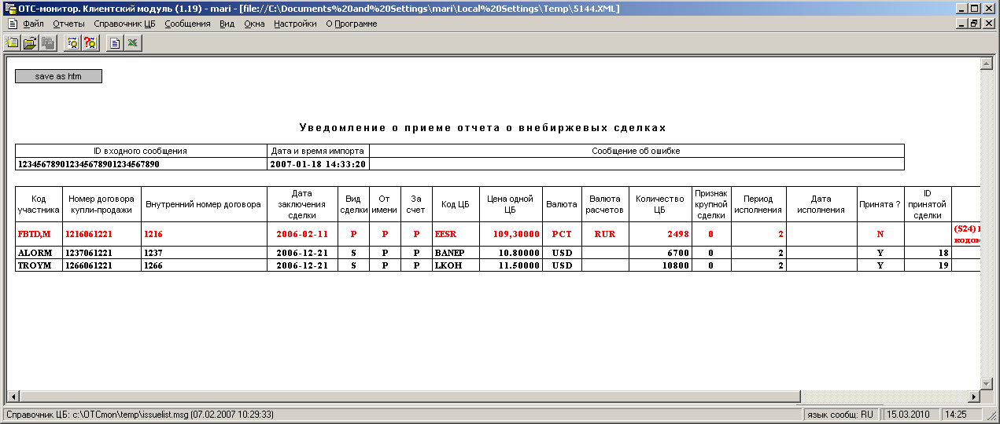 ОТС-монитор. Клиентский модуль (1.19) - mari - [file://C:\Documents%20and%20Settings\mari\Local%20Settings\Temp\5144.XML]
Файл Отчеты Справочник ЦБ Сообщения Вид Окна Настройки О Программе
save as htm
Уведомление о приеме отчета о внебиржевых сделках
ID входного сообщения Дата и время импорта Сообщение об ошибке
123456789012345678901234567890 2007-01-18 14:33:20
Код участника Номер договора купли-продажи Внутренний номер договора Дата заключения сделки Вид сделки От имени За счет Код ЦБ Цена одной ЦБ Валюта Валюта расчетов Количество ЦБ Признак крупной сделки Период исполнения Дата исполнения Принята ? ID принятой сделки
FBTD,M 1216061221 1216 2006-02-11 P P P EESR 109,30000 PCT RUR 2498 0 2 N (S24)
ALORM 1237061221 1237 2006-12-21 S P P BANEP 10.80000 USD 6700 0 2 Y 18
TROYM 1266061221 1266 2006-12-21 S P P LKOH 11.50000 USD 10800 0 2 Y 19
Справочник ЦБ: c:\OTCmon\temp\issuelist.msg (07.02.2007 10:29:33) язык сообщ: RU 15.03.2010 14:25